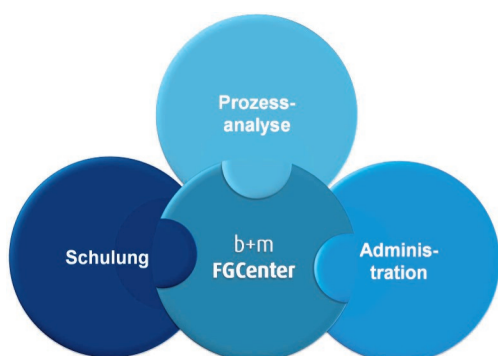 Prozess-
analyse
Schulung
b+m
FGCenter
Adminis-
tration